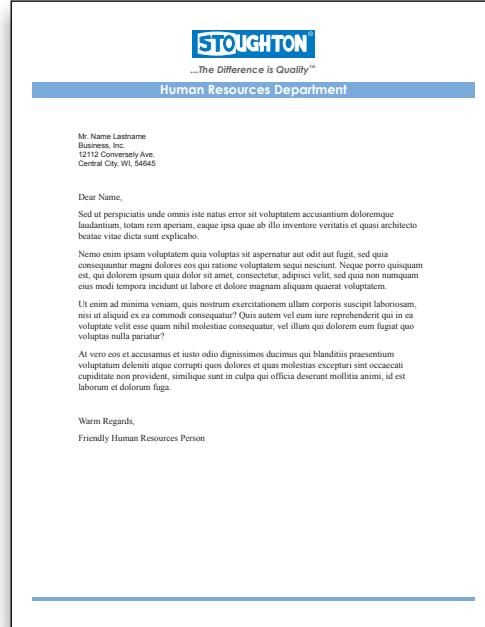 STOUGHTON®
...The Difference is Quality™
Human Resources Department
Mr. Name Lastname
Business, Inc.
12112 Conversely Ave.
Central City, WI, 54645
Dear Name,
Sed ut perspiciatis unde omnis iste natus error sit voluptatem accusantium doloremque
laudantium, totam rem aperiam, eaque ipsa quae ab illo inventore veritatis et quasi architecto
beatae vitae dicta sunt explicabo.
Nemo enim ipsam voluptatem quia voluptas sit aspernatur aut odit aut fugit, sed quia
consequuntur magni dolores eos qui ratione voluptatem sequi nesciunt. Neque porro quisquam
est, qui dolorem ipsum quia dolor sit amet, consectetur, adipisci velit, sed quia non numquam
eius modi tempora incidunt ut labore et dolore magnam aliquam quaerat voluptatem.
Ut enim ad minima veniam, quis nostrum exercitationem ullam corporis suscipit laboriosam,
nisi ut aliquid ex ea commodi consequatur? Quis autem vel eum iure reprehenderit qui in ea
voluptate velit esse quam nihil molestiae consequatur, vel illum qui dolorem eum fugiat quo
voluptas nulla pariatur?
At vero eos et accusamus et iusto odio dignissimos ducimus qui blanditiis praesentium
voluptatum deleniti atque corrupti quos dolores et quas molestias excepturi sint occaecati
cupiditate non provident, similique sunt in culpa qui officia deserunt mollitia animi, id est
laborum et dolorum fuga.
Warm Regards,
Friendly Human Resources Person